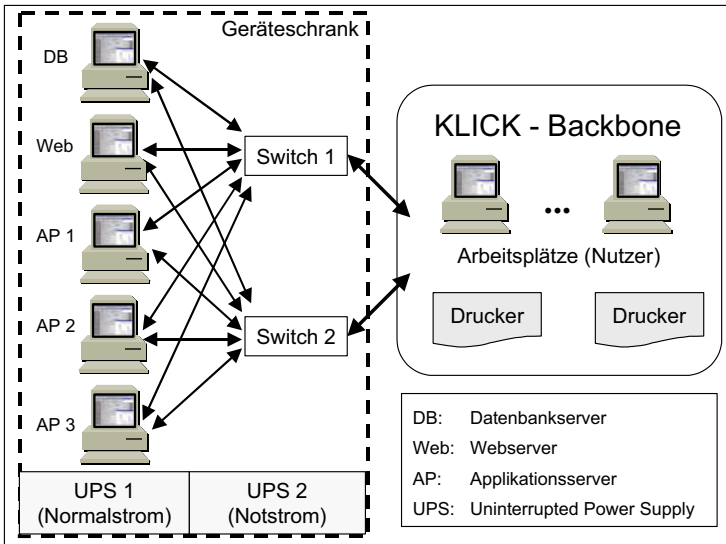 Geräteschrank
DB
Web
AP 1
AP 2
AP 3
Switch 1
Switch 2
UPS 1
(Normalstrom)
UPS 2
(Notstrom)
KLICK - Backbone
...
Arbeitsplätze (Nutzer)
Drucker
Drucker
DB: Datenbankserver
Web: Webserver
AP: Applikationsserver
UPS: Uninterrupted Power Supply